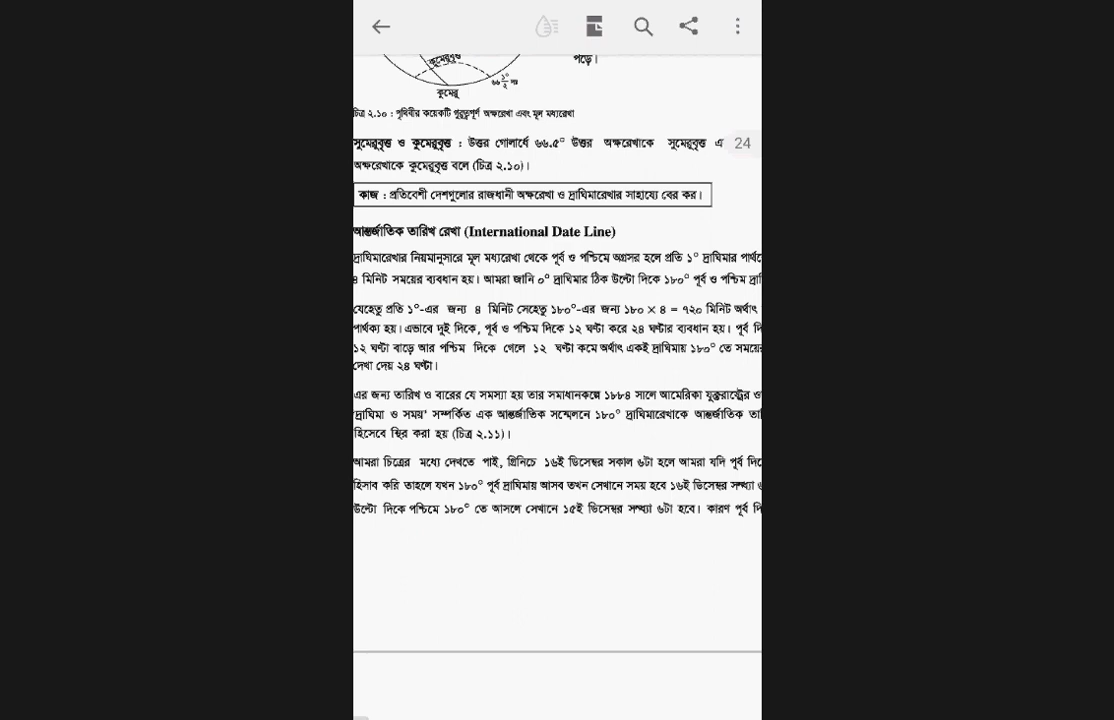 পড়ে।
কুমেরুবৃত্ত
কুমেরু
চিত্র ২.১০ : পৃথিবীর কয়েকটি গুরুত্বপূর্ণ অক্ষরেখা এবং মূল মধ্যরেখা
সুমেরুবৃত্ত ও কুমেরুবৃত্ত : উত্তর গোলার্ধে ৬৬.৫° উত্তর অক্ষরেখাকে সুমেরুবৃত্ত এ
24
অক্ষরেখাকে কুমেরুবৃত্ত বলে (চিত্র ২.১০)।
কাজ : প্রতিবেশী দেশগুলোর রাজধানী অক্ষরেখা ও দ্রাঘিমারেখার সাহায্যে বের কর।
আন্তর্জাতিক তারিখ রেখা (International Date Line)
দ্রাঘিমারেখার নিয়মানুসারে মূল মধ্যরেখা থেকে পূর্ব ও পশ্চিমে অগ্রসর হলে প্রতি ১° দ্রাঘিমার পার্থক্যে
৪ মিনিট সময়ের ব্যবধান হয়। আমরা জানি ০° দ্রাঘিমার ঠিক উল্টো দিকে ১৮০° পূর্ব ও পশ্চিম দ্রাঘি
যেহেতু প্রতি ১°-এর জন্য ৪ মিনিট সেহেতু ১৮০°-এর জন্য ১৮০ × ৪ = ৭২০ মিনিট অর্থাৎ
পার্থক্য হয়। এভাবে দুই দিকে, পূর্ব ও পশ্চিম দিকে ১২ ঘণ্টা করে ২৪ ঘণ্টার ব্যবধান হয়। পূর্ব দি
১২ ঘণ্টা বাড়ে আর পশ্চিম দিকে গেলে ১২ ঘণ্টা কমে অর্থাৎ একই দ্রাঘিমায় ১৮০° তে সময়ের
দেখা দেয় ২৪ ঘণ্টা।
এর জন্য তারিখ ও বারের যে সমস্যা হয় তার সমাধানকল্পে ১৮৮৪ সালে আমেরিকা যুক্তরাষ্ট্রের ও
'দ্রাঘিমা ও সময়' সম্পর্কিত এক আন্তর্জাতিক সম্মেলনে ১৮০° দ্রাঘিমারেখাকে আন্তর্জাতিক তারি
হিসেবে স্থির করা হয় (চিত্র ২.১১)।
আমরা চিত্রের মধ্যে দেখতে পাই, গ্রিনিচে ১৬ই ডিসেম্বর সকাল ৬টা হলে আমরা যদি পূর্ব দিকে
হিসাব করি তাহলে যখন ১৮০° পূর্ব দ্রাঘিমায় আসব তখন সেখানে সময় হবে ১৬ই ডিসেম্বর সন্ধ্যা ৬
উল্টো দিকে পশ্চিমে ১৮০° তে আসলে সেখানে ১৫ই ডিসেম্বর সন্ধ্যা ৬টা হবে। কারণ পূর্ব দি